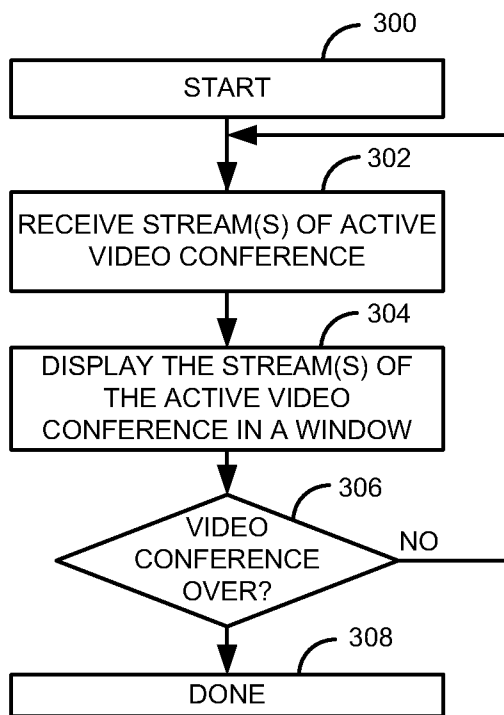 300
START
302
RECEIVE STREAM(S) OF ACTIVE
VIDEO CONFERENCE
304
DISPLAY THE STREAM(S) OF
THE ACTIVE VIDEO
CONFERENCE IN A WINDOW
306
VIDEO
CONFERENCE
OVER?
NO
308
DONE